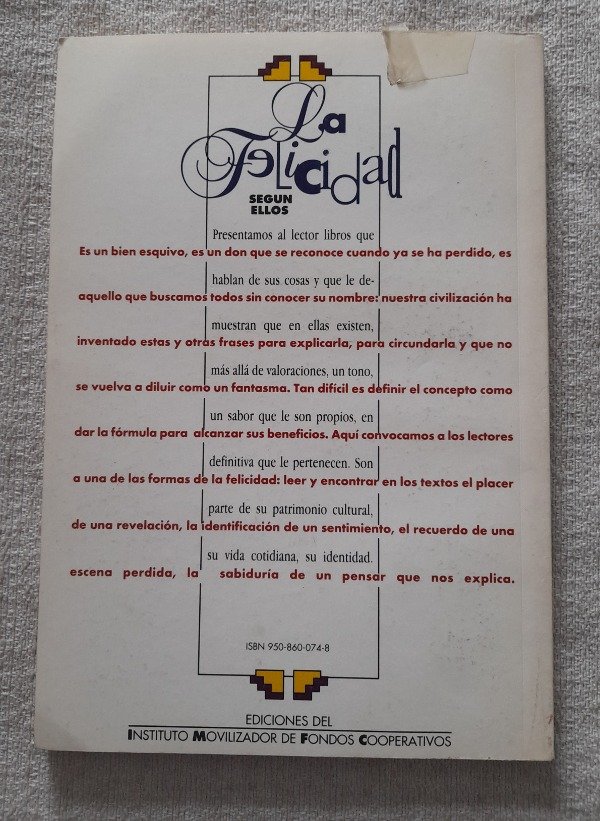 La
Felicidad
SEGUN
ELLOS
Presentamos al lector libros que
Es un bien esquivo, es un don que se reconoce cuando ya se ha perdido, es
hablan de sus cosas y que le de-
aquello que buscamos todos sin conocer su nombre: nuestra civilización ha
muestran que en ellas existen,
inventado estas y otras frases para explicarla, para circundarla y que no
más allá de valoraciones, un tono,
se vuelva a diluir como un fantasma. Tan difícil es definir el concepto como
un sabor que le son propios, en
dar la fórmula para alcanzar sus beneficios. Aquí convocamos a los lectores
definitiva que le pertenecen. Son
a una de las formas de la felicidad: leer y encontrar en los textos el placer
parte de su patrimonio cultural,
de una revelación, la identificación de un sentimiento, el recuerdo de una
su vida cotidiana, su identidad.
escena perdida, la sabiduría de un pensar que nos explica.
ISBN 950-860-074-8
EDICIONES DEL
INSTITUTO MOVILIZADOR DE FONDOS COOPERATIVOS